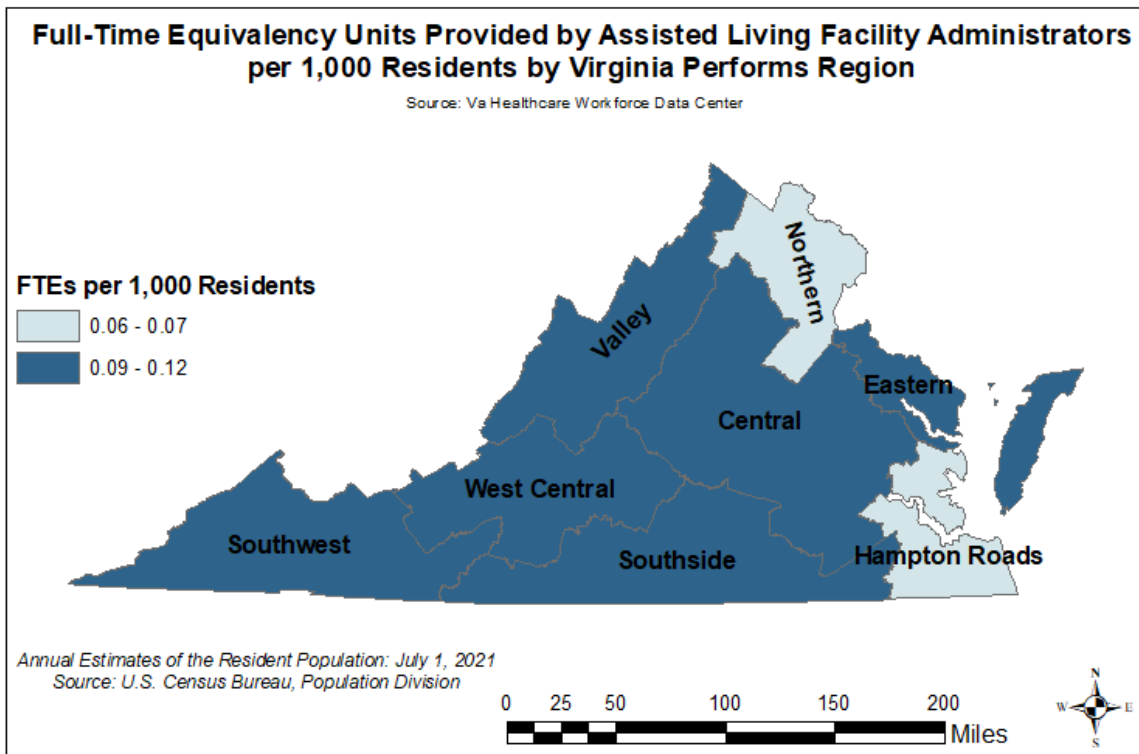 Full-Time Equivalency Units Provided by Assisted Living Facility Administrators
per 1,000 Residents by Virginia Performs Region
Source: Va Healthcare Workforce Data Center
Northern
FTEs per 1,000 Residents
0.06 - 0.07
Valley
0.09 - 0.12
Eastern
Central
West Central
Southwest
Southside
Hampton Roads
Annual Estimates of the Resident Population: July 1, 2021
Source: U.S. Census Bureau, Population Division
0 25 50 100 150 200
Miles
N
W E
S